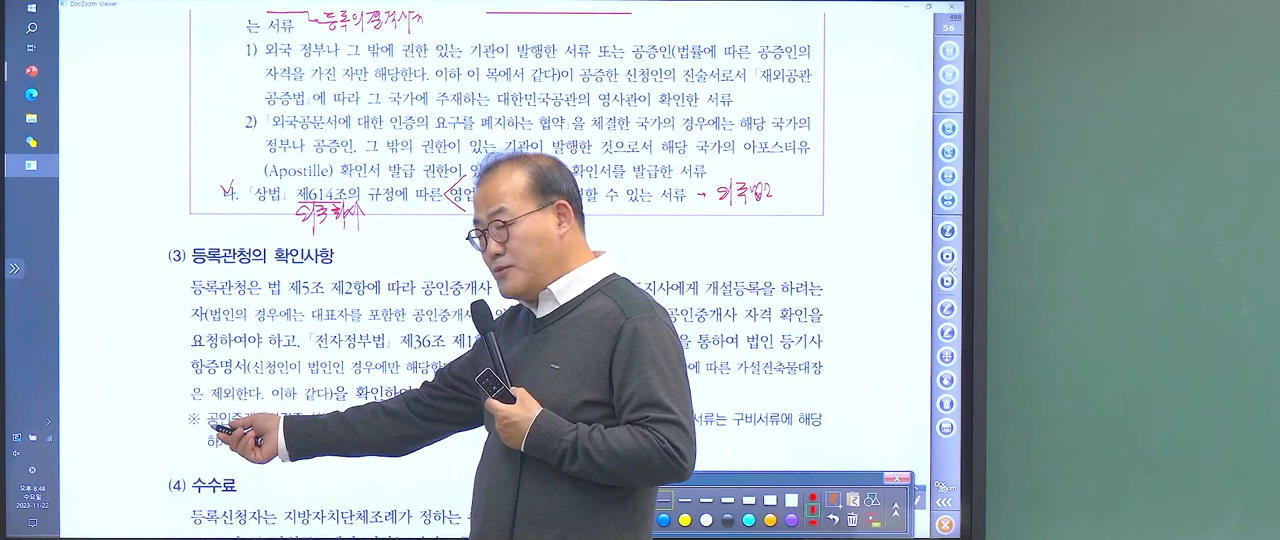 DocZoom Viewer
488
56
는 서류
등록의결격사유
1) 외국 정부나 그 밖에 권한 있는 기관이 발행한 서류 또는 공증인(법률에 따른 공증인의
자격을 가진 자만 해당한다. 이하 이 목에서 같다)이 공증한 신청인의 진술서로서「재외공관
공증법」에 따라 그 국가에 주재하는 대한민국공관의 영사관이 확인한 서류
2)「외국공문서에 대한 인증의 요구를 폐지하는 협약」을 체결한 국가의 경우에는 해당 국가의
정부나 공증인, 그 밖의 권한이 있는 기관이 발행한 것으로서 해당 국가의 아포스티유
(Apostille) 확인서 발급 권한이 확인서를 발급한 서류
나.「상법」제614조의 규정에 따른 영업 할 수 있는 서류 → 외국법인
외국회사
(3) 등록관청의 확인사항
등록관청은 법 제5조 제2항에 따라 공인중개사 도지사에게 개설등록을 하려는
자(법인의 경우에는 대표자를 포함한 공인중개사 공인중개사 자격 확인을
요청하여야 하고,「전자정부법」제36조 을 통하여 법인 등기사
항증명서(신청인이 법인인 경우에만 에 따른 가설건축물대장
은 제외한다. 이하 같다)을
※ 서류는 구비서류에 해당
(4) 수수료
등록신청자는 지방자치단체조례가 정하는
오후 8:48
수요일
2023-11-22